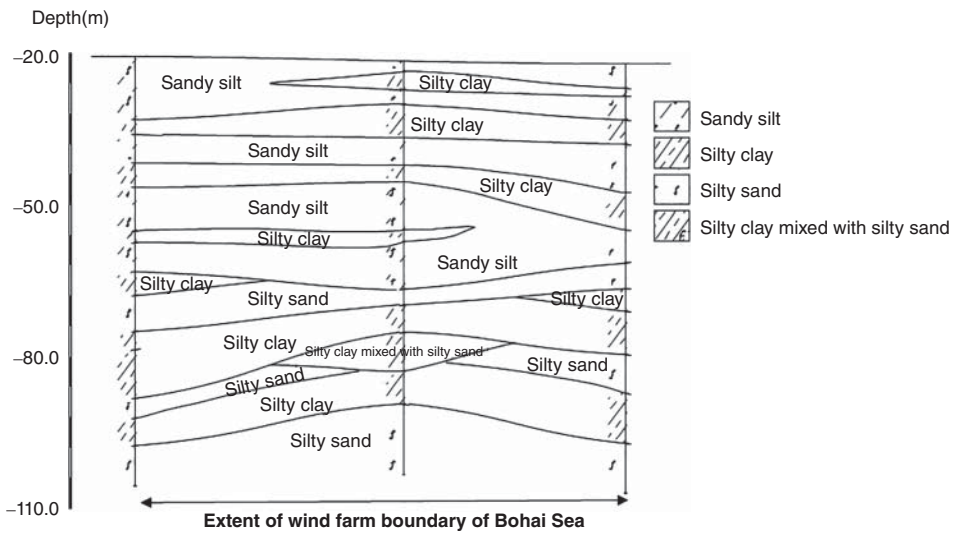 Depth(m)
−20.0
Sandy silt
Silty clay
Silty clay
Sandy silt
Silty clay
−50.0
Sandy silt
Silty clay
Sandy silt
Silty clay
Silty sand
Silty clay
Silty clay
Silty clay mixed with silty sand
−80.0
Silty sand
Silty sand
Silty clay
Silty sand
−110.0
Extent of wind farm boundary of Bohai Sea
Sandy silt
Silty clay
Silty sand
Silty clay mixed with silty sand